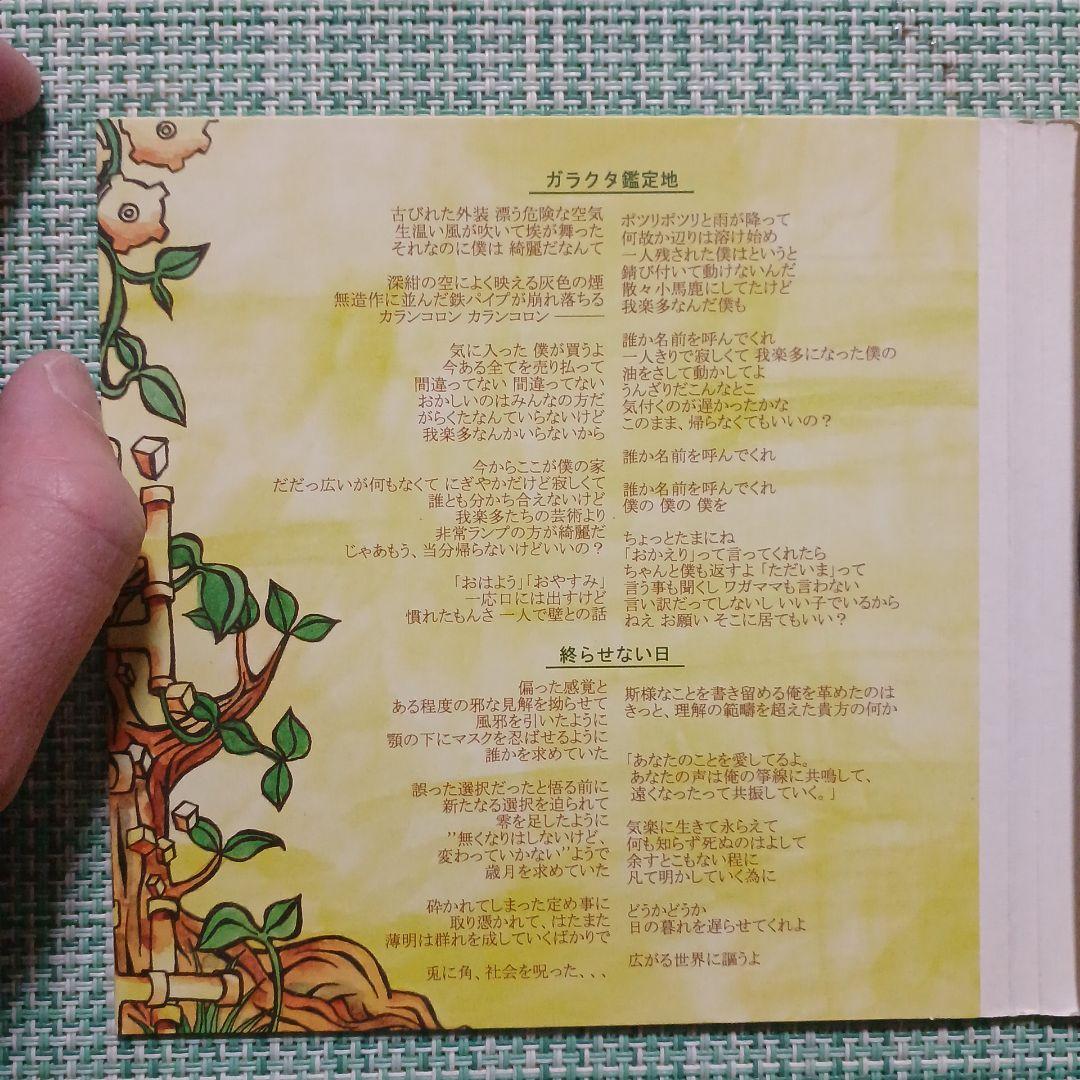 ガラクタ鑑定地
古びれた外装 漂う危険な空気
生温い風が吹いて埃が舞った
それなのに僕は 綺麗だなんて
深紺の空によく映える灰色の煙
無造作に並んだ鉄パイプが崩れ落ちる
カランコロン カランコロン ―――
気に入った 僕が買うよ
今ある全てを売り払って
間違ってない 間違ってない
おかしいのはみんなの方だ
がらくたなんていらないけど
我楽多なんかいらないから
今からここが僕の家
だだっ広いが何もなくて にぎやかだけど寂しくて
誰とも分かち合えないけど
我楽多たちの芸術より
非常ランプの方が綺麗だ
じゃあもう、当分帰らないけどいいの？
「おはよう」「おやすみ」
一応口には出すけど
慣れたもんさ 一人で壁との話
ポツリポツリと雨が降って
何故か辺りは溶け始め
一人残された僕はというと
錆び付いて動けないんだ
散々小馬鹿にしてたけど
我楽多なんだ僕も
誰か名前を呼んでくれ
一人きりで寂しくて 我楽多になった僕の
油をさして動かしてよ
うんざりだこんなとこ
気付くのが遅かったかな
このまま、帰らなくてもいいの？
誰か名前を呼んでくれ
誰か名前を呼んでくれ
僕の 僕の 僕を
ちょっとたまにね
「おかえり」って言ってくれたら
ちゃんと僕も返すよ「ただいま」って
言う事も聞くし ワガママも言わない
言い訳だってしないし いい子でいるから
ねえ お願い そこに居てもいい？
終らせない日
偏った感覚と
ある程度の邪な見解を拗らせて
風邪を引いたように
顎の下にマスクを忍ばせるように
誰かを求めていた
誤った選択だったと悟る前に
新たなる選択を迫られて
零を足したように
”無くなりはしないけど、
変わっていかない”ようで
歳月を求めていた
砕かれてしまった定め事に
取り憑かれて、はたまた
薄明は群れを成していくばかりで
兎に角、社会を呪った、、、
斯様なことを書き留める俺を革めたのは
きっと、理解の範疇を超えた貴方の何か
「あなたのことを愛してるよ。
あなたの声は俺の箏線に共鳴して、
遠くなったって共振していく。」
気楽に生きて永らえて
何も知らず死ぬのはよして
余すとこもない程に
凡て明かしていく為に
どうかどうか
日の暮れを遅らせてくれよ
広がる世界に謳うよ